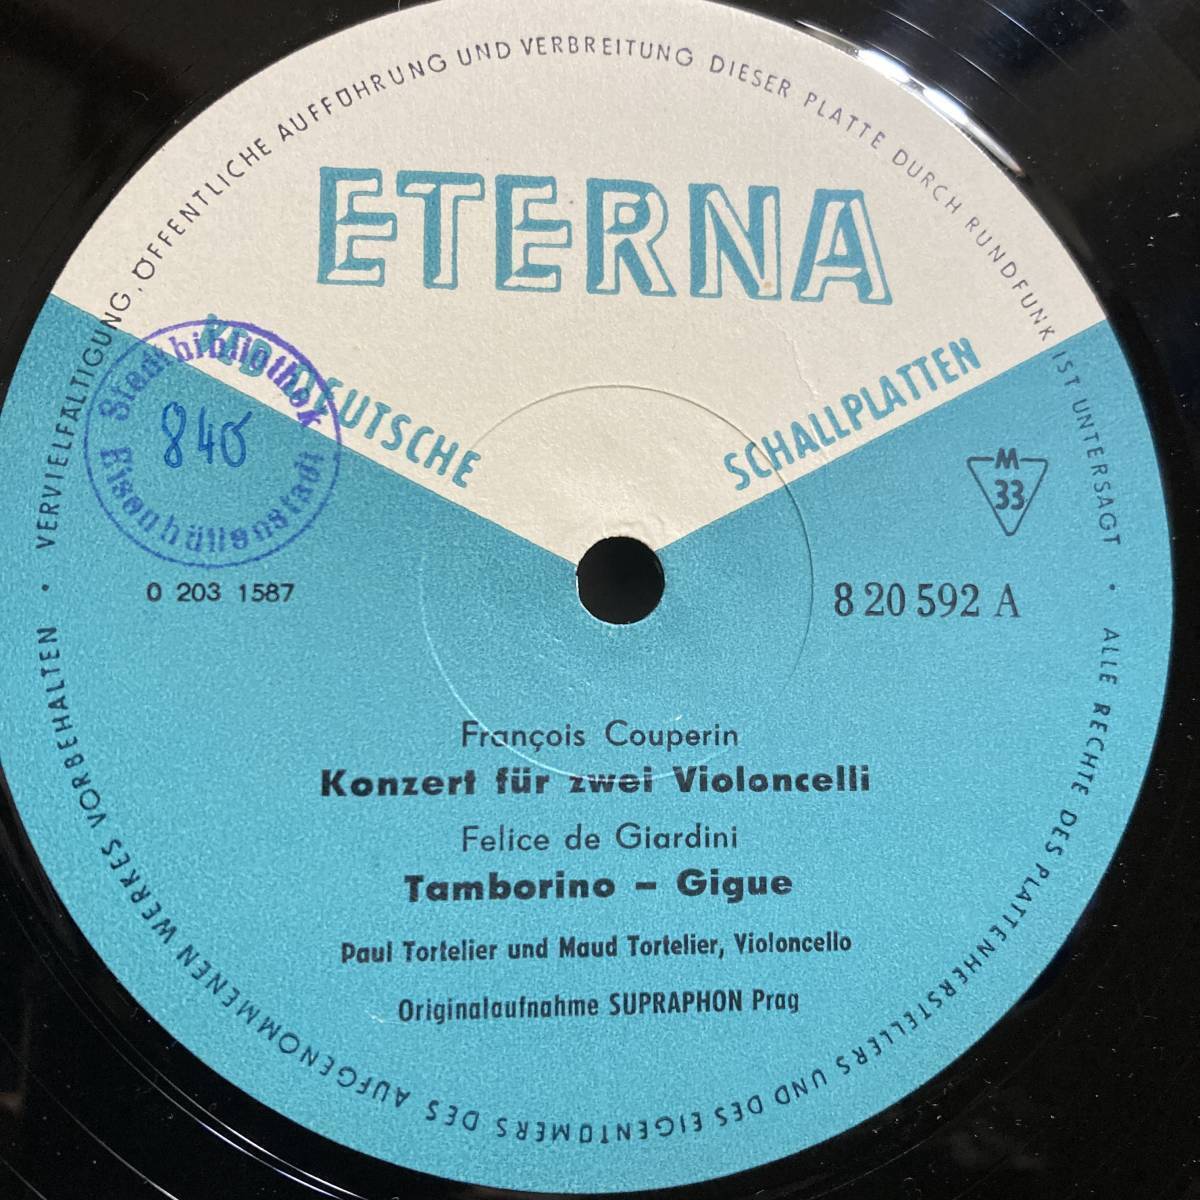 ETERNA
VEB DEUTSCHE SCHALLPLATTEN
Stadtbibliothek
840
Eisenhüttenstadt
M
33
0 203 1587
8 20 592 A
François Couperin
Konzert für zwei Violoncelli
Felice de Giardini
Tamborino – Gigue
Paul Tortelier und Maud Tortelier, Violoncello
Originalaufnahme SUPRAPHON Prag
ALLE RECHTE DES PLATTENHERSTELLERS UND DES EIGENTÜMERS DES AUFGENOMMENEN WERKES VORBEHALTEN · VERVIELFÄLTIGUNG, ÖFFENTLICHE AUFFÜHRUNG UND VERBREITUNG DIESER PLATTE DURCH RUNDFUNK IST UNTERSAGT ·